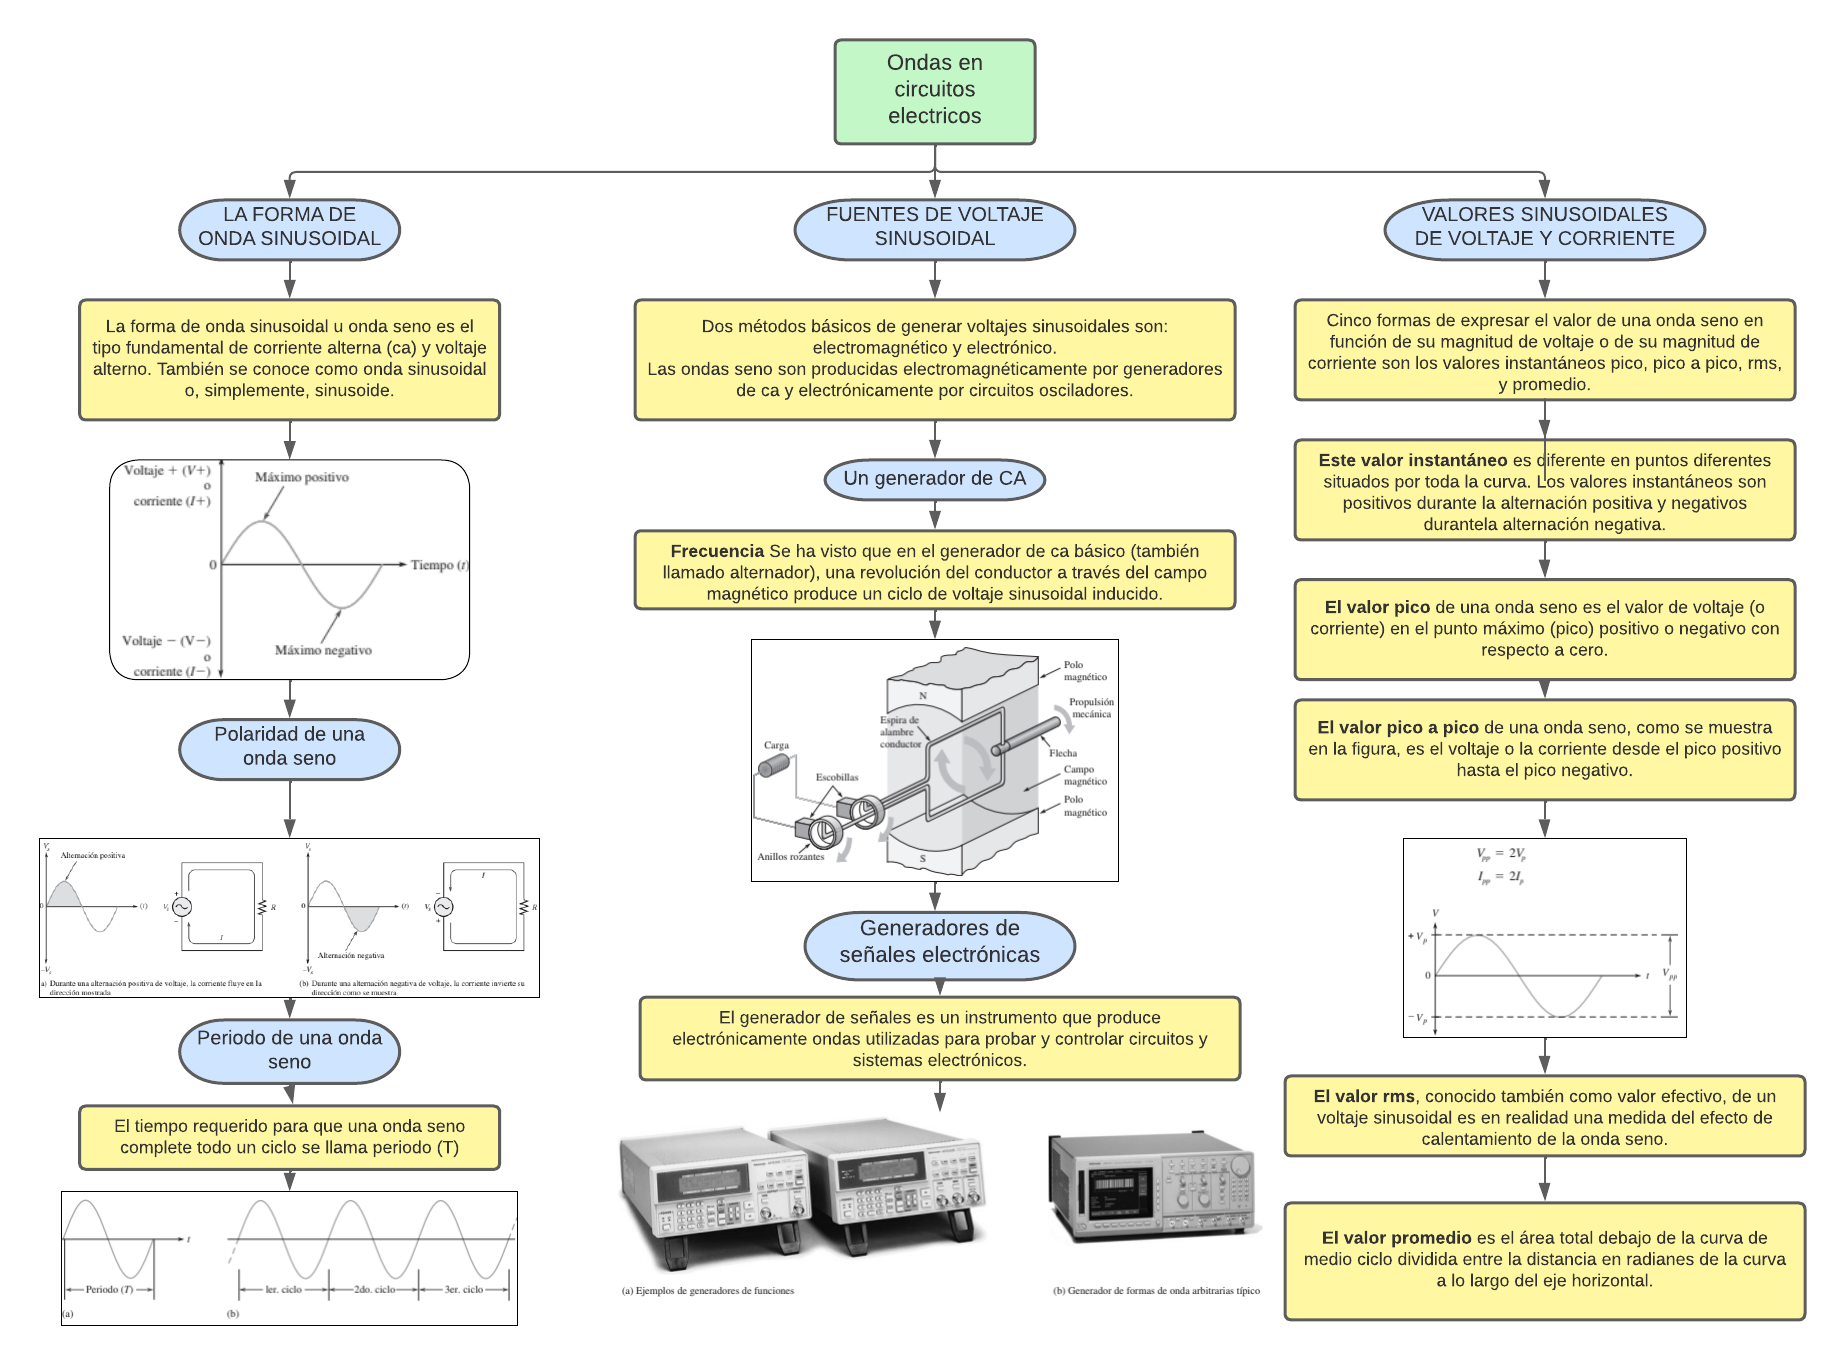 Ondas en
circuitos
electricos
LA FORMA DE
ONDA SINUSOIDAL
La forma de onda sinusoidal u onda seno es el
tipo fundamental de corriente alterna (ca) y voltaje
alterno. También se conoce como onda sinusoidal
o, simplemente, sinusoide.
Voltaje + (V+)
o
corriente (I+)
Máximo positivo
0
Tiempo (t)
Voltaje − (V−)
o
corriente (I−)
Máximo negativo
Polaridad de una
onda seno
Vs
Alternación positiva
0
(t)
−Vs
Vs
+
−
I
R
a) Durante una alternación positiva de voltaje, la corriente fluye en la
dirección mostrada
Vs
0
(t)
Alternación negativa
−Vs
Vs
−
+
I
R
(b) Durante una alternación negativa de voltaje, la corriente invierte su
dirección como se muestra
Periodo de una onda
seno
El tiempo requerido para que una onda seno
complete todo un ciclo se llama periodo (T)
t
Periodo (T)
1er. ciclo
2do. ciclo
3er. ciclo
(a)
(b)
FUENTES DE VOLTAJE
SINUSOIDAL
Dos métodos básicos de generar voltajes sinusoidales son:
electromagnético y electrónico.
Las ondas seno son producidas electromagnéticamente por generadores
de ca y electrónicamente por circuitos osciladores.
Un generador de CA
Frecuencia Se ha visto que en el generador de ca básico (también
llamado alternador), una revolución del conductor a través del campo
magnético produce un ciclo de voltaje sinusoidal inducido.
Polo
magnético
N
Propulsión
mecánica
Espira de
alambre
conductor
Carga
Flecha
Escobillas
Campo
magnético
Polo
magnético
Anillos rozantes
S
Generadores de
señales electrónicas
El generador de señales es un instrumento que produce
electrónicamente ondas utilizadas para probar y controlar circuitos y
sistemas electrónicos.
(a) Ejemplos de generadores de funciones
(b) Generador de formas de onda arbitrarias típico
VALORES SINUSOIDALES
DE VOLTAJE Y CORRIENTE
Cinco formas de expresar el valor de una onda seno en
función de su magnitud de voltaje o de su magnitud de
corriente son los valores instantáneos pico, pico a pico, rms,
y promedio.
Este valor instantáneo es diferente en puntos diferentes
situados por toda la curva. Los valores instantáneos son
positivos durante la alternación positiva y negativos
durantela alternación negativa.
El valor pico de una onda seno es el valor de voltaje (o
corriente) en el punto máximo (pico) positivo o negativo con
respecto a cero.
El valor pico a pico de una onda seno, como se muestra
en la figura, es el voltaje o la corriente desde el pico positivo
hasta el pico negativo.
Vpp = 2Vp
Ipp = 2Ip
V
+Vp
0
t
Vpp
−Vp
El valor rms, conocido también como valor efectivo, de un
voltaje sinusoidal es en realidad una medida del efecto de
calentamiento de la onda seno.
El valor promedio es el área total debajo de la curva de
medio ciclo dividida entre la distancia en radianes de la curva
a lo largo del eje horizontal.